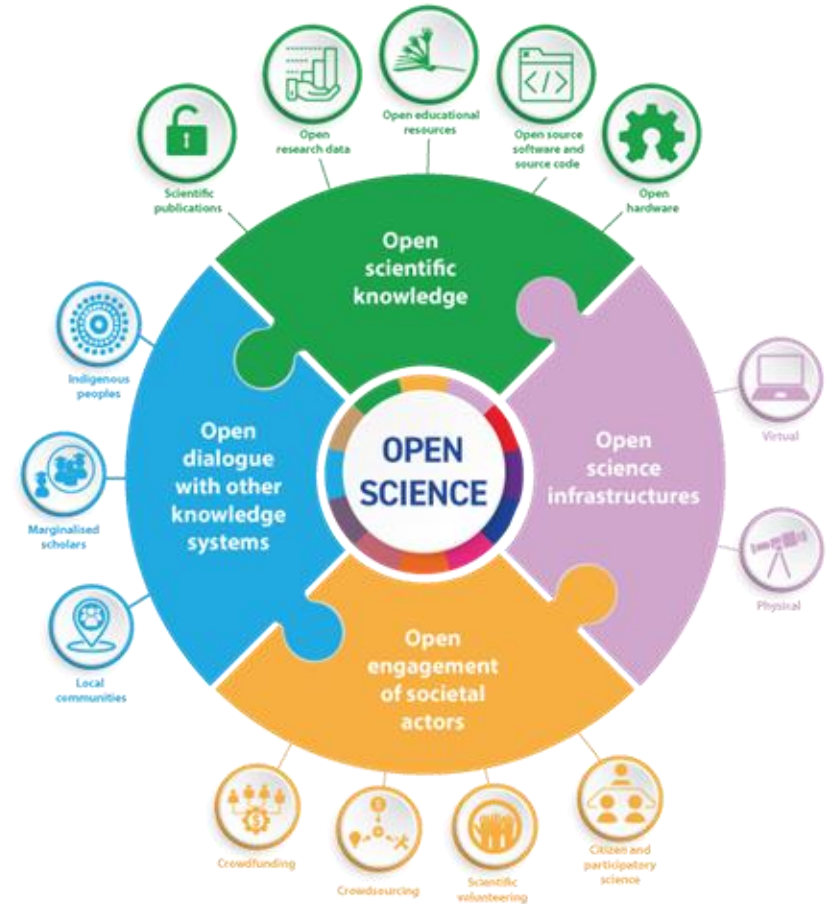 Open educational
resources
Open
research data
Open source
software and
source code
Scientific
publications
Open
hardware
</>
Open
scientific
knowledge
Indigenous
peoples
Marginalised
scholars
Local
communities
Open
dialogue
with other
knowledge
systems
OPEN
SCIENCE
Open
science
infrastructures
Virtual
Physical
Open
engagement
of societal
actors
Crowdfunding
$
Crowdsourcing
Scientific
volunteering
Citizen and
participatory
science